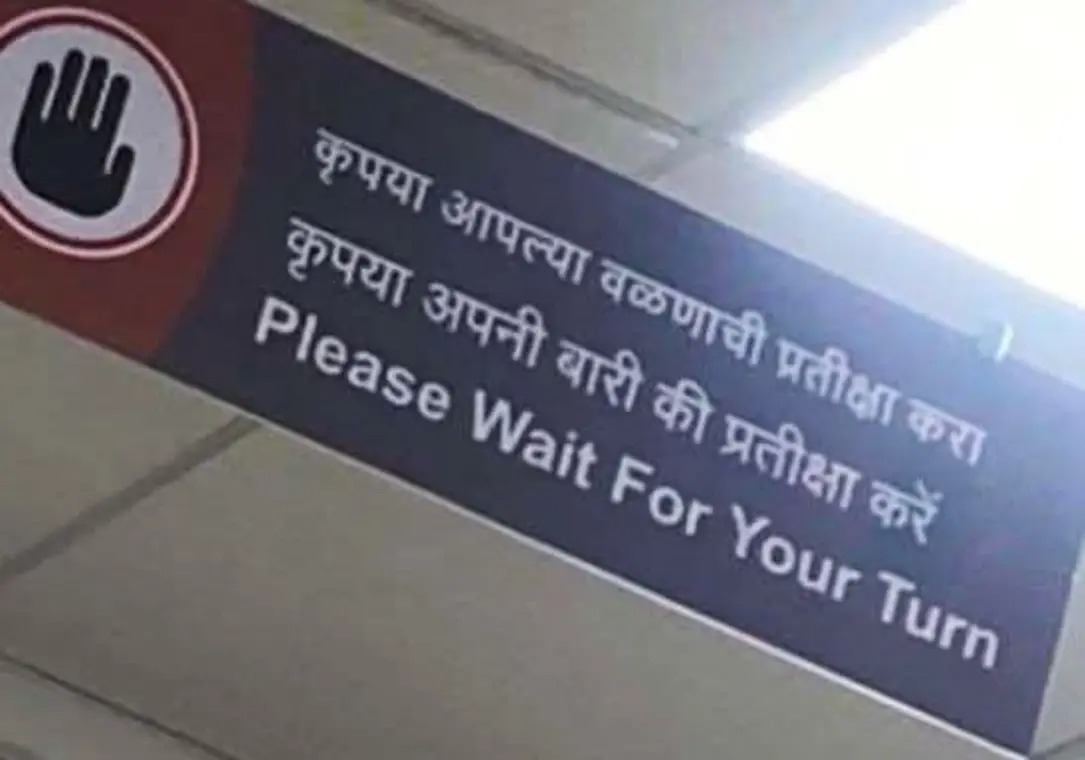 कृपया आपल्या वळणाची प्रतीक्षा करा
कृपया अपनी बारी की प्रतीक्षा करें
Please Wait For Your Turn